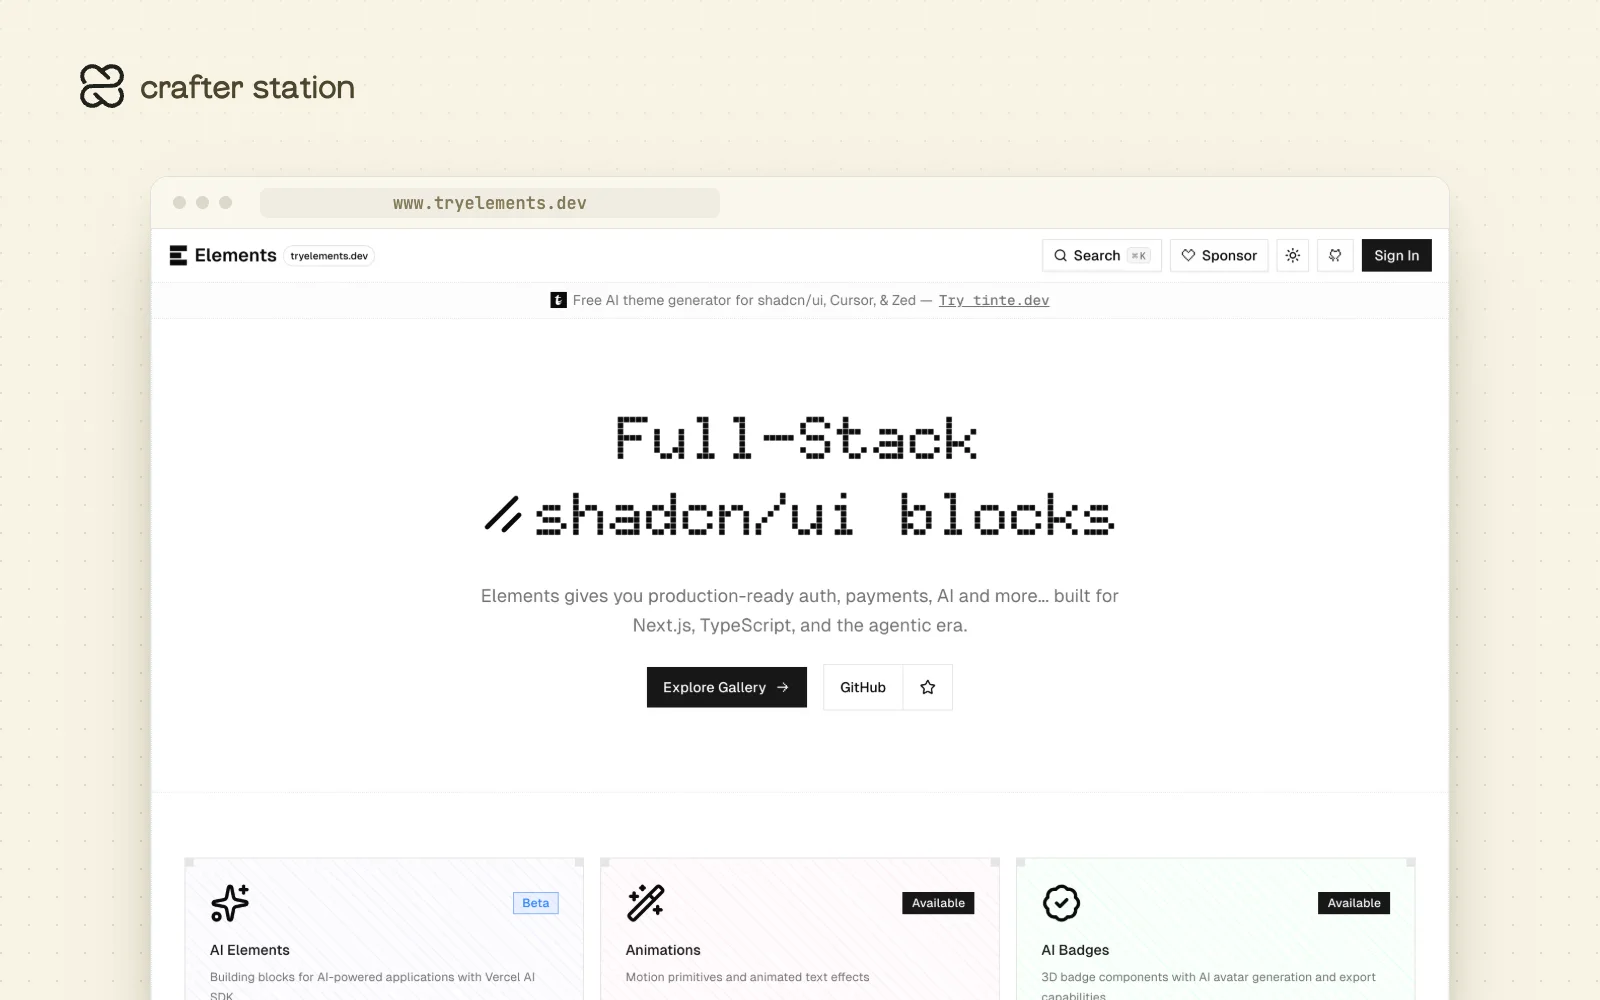 crafter station
www.tryelements.dev
Elements tryelements.dev
Search ⌘K Sponsor Sign In
t Free AI theme generator for shadcn/ui, Cursor, & Zed — Try tinte.dev
Full-Stack
shadcn/ui blocks
Elements gives you production-ready auth, payments, AI and more... built for
Next.js, TypeScript, and the agentic era.
Explore Gallery → GitHub
Beta
AI Elements
Building blocks for AI-powered applications with Vercel AI
SDK
Available
Animations
Motion primitives and animated text effects
Available
AI Badges
3D badge components with AI avatar generation and export
capabilities